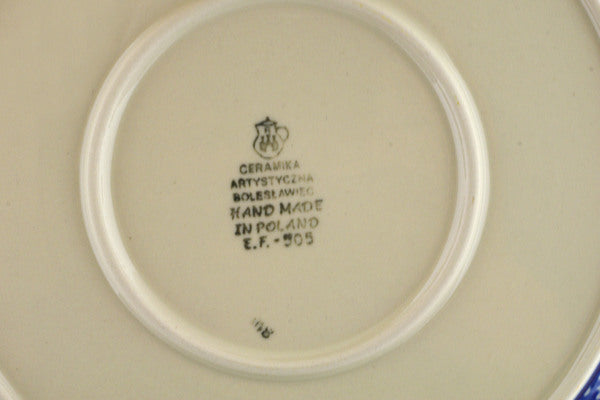 CERAMIKA
ARTYSTYCZNA
BOLESŁAWIEC
HAND MADE
IN POLAND
E.F. - 505